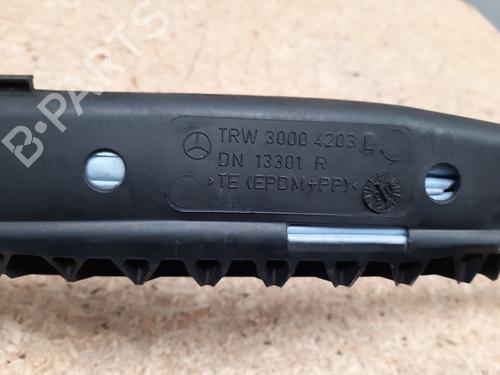 B-PARTS
TRW 3000 4203 L
DN 13301 R
>TE (EPDM+PP)<